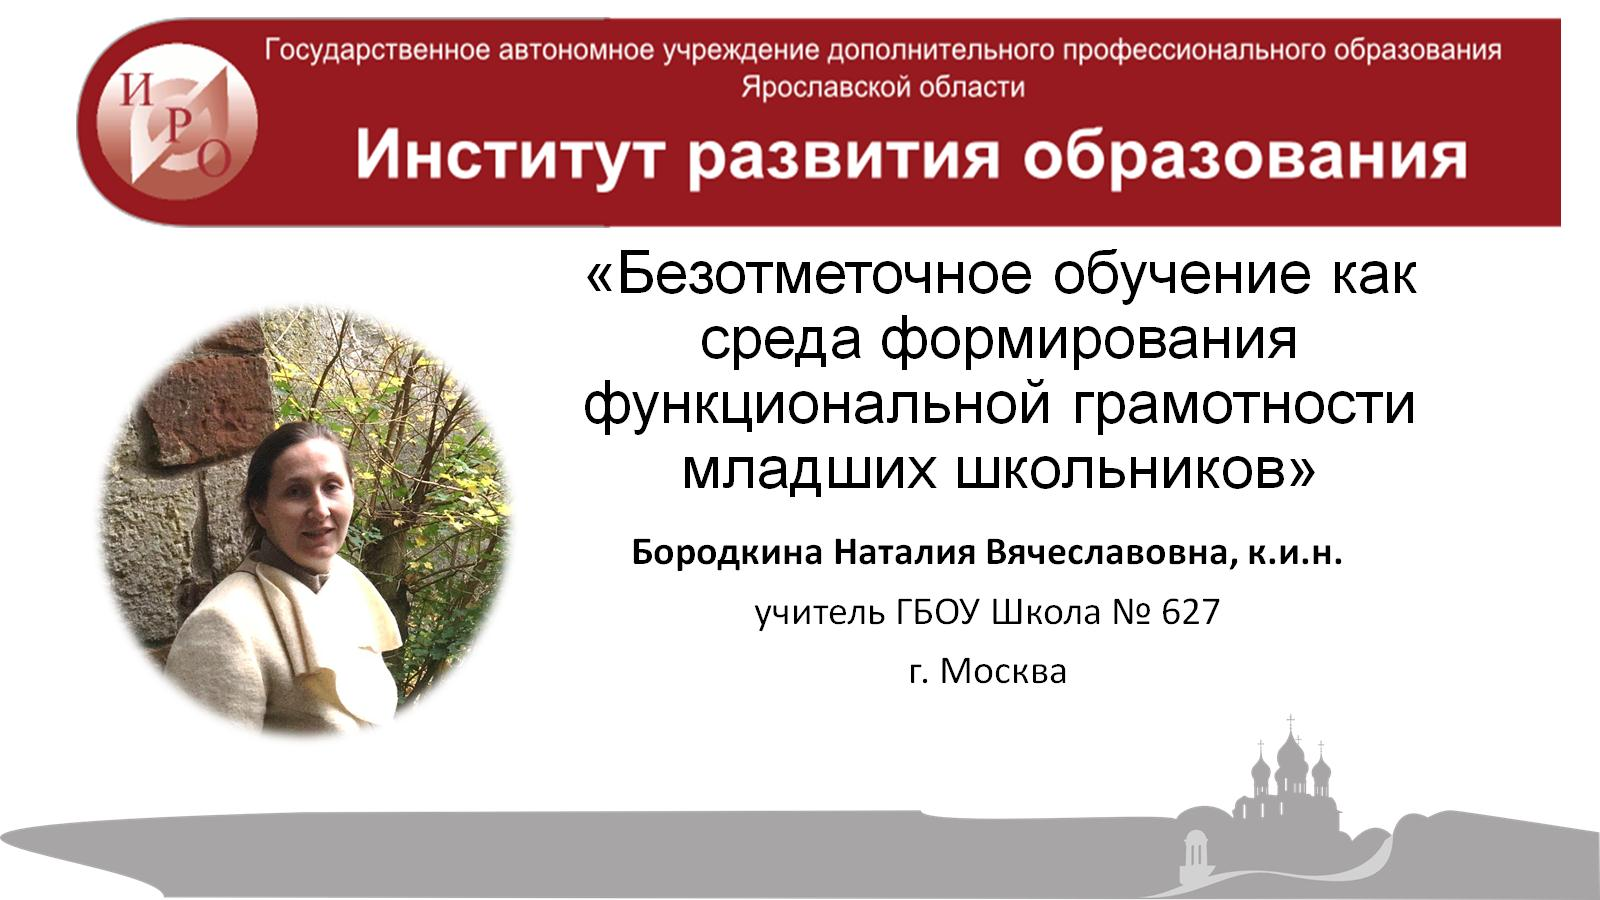 Государственное автономное учреждение дополнительного профессионального образования
Ярославской области
И
Р
О
Институт развития образования
«Безотметочное обучение как
среда формирования
функциональной грамотности
младших школьников»
Бородкина Наталия Вячеславовна, к.и.н.
учитель ГБОУ Школа № 627
г. Москва